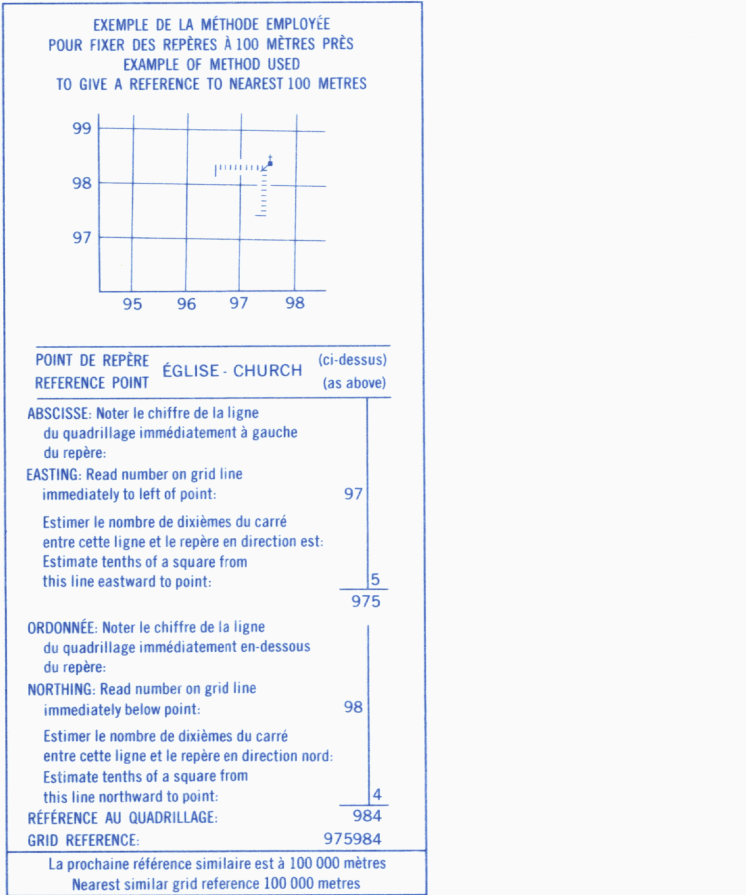 EXEMPLE DE LA MÉTHODE EMPLOYÉE
POUR FIXER DES REPÈRES À 100 MÈTRES PRÈS
EXAMPLE OF METHOD USED
TO GIVE A REFERENCE TO NEAREST 100 METRES
99
98
97
95 96 97 98
POINT DE REPÈRE
REFERENCE POINT
ÉGLISE - CHURCH
(ci-dessus)
(as above)
ABSCISSE: Noter le chiffre de la ligne
du quadrillage immédiatement à gauche
du repère:
EASTING: Read number on grid line
immediately to left of point: 97
Estimer le nombre de dixièmes du carré
entre cette ligne et le repère en direction est:
Estimate tenths of a square from
this line eastward to point: 5
975
ORDONNÉE: Noter le chiffre de la ligne
du quadrillage immédiatement en-dessous
du repère:
NORTHING: Read number on grid line
immediately below point: 98
Estimer le nombre de dixièmes du carré
entre cette ligne et le repère en direction nord:
Estimate tenths of a square from
this line northward to point: 4
RÉFÉRENCE AU QUADRILLAGE: 984
GRID REFERENCE: 975984
La prochaine référence similaire est à 100 000 mètres
Nearest similar grid reference 100 000 metres